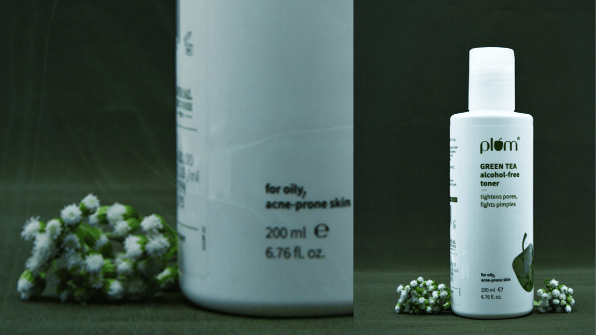 for oily,
acne-prone skin
200 ml e
6.76 fl. oz.
plum®
GREEN TEA
alcohol-free
toner
tightens pores,
fights pimples
for oily,
acne-prone skin
200 ml e
6.76 fl. oz.